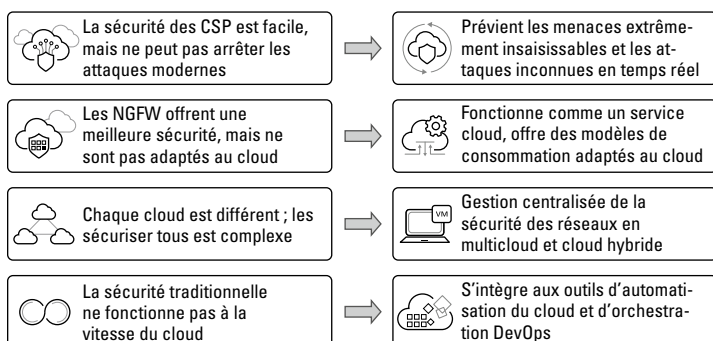 La sécurité des CSP est facile,
mais ne peut pas arrêter les
attaques modernes
Prévient les menaces extrême-
ment insaisissables et les at-
taques inconnues en temps réel
Les NGFW offrent une
meilleure sécurité, mais ne
sont pas adaptés au cloud
Fonctionne comme un service
cloud, offre des modèles de
consommation adaptés au cloud
Chaque cloud est différent ; les
sécuriser tous est complexe
VM
Gestion centralisée de la
sécurité des réseaux en
multicloud et cloud hybride
La sécurité traditionnelle
ne fonctionne pas à la
vitesse du cloud
S'intègre aux outils d'automati-
sation du cloud et d'orchestra-
tion DevOps